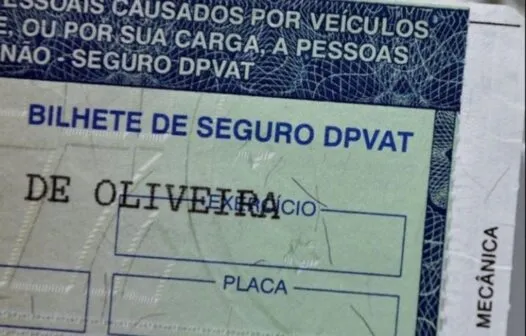 ESSOAIS CAUSADOS POR VEÍCULOS
E, OU POR SUA CARGA, A PESSOAS
NÃO - SEGURO DPVAT
BILHETE DE SEGURO DPVAT
DE OLIVEIRA
EXERCÍCIO
PLACA
MECÂNICA